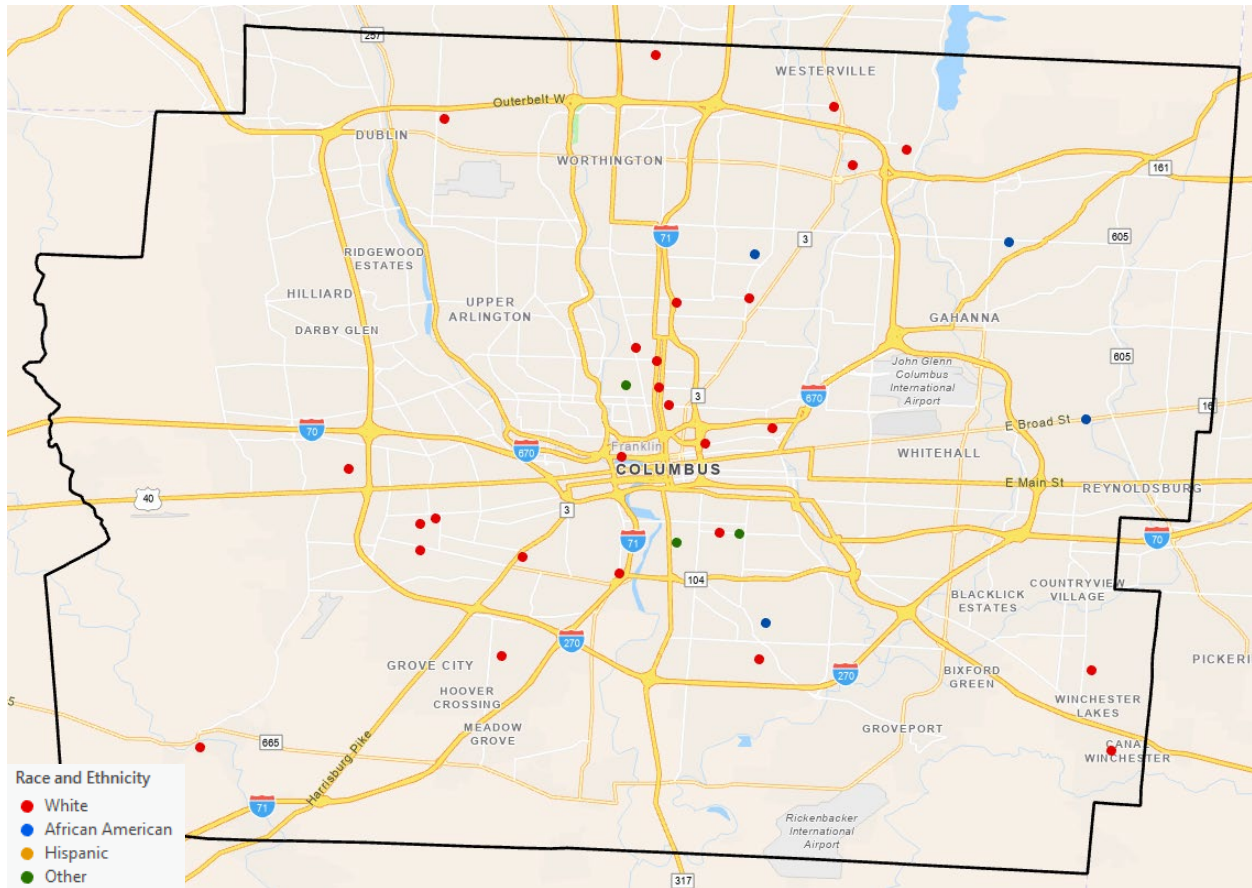 257
WESTERVILLE
Outerbelt W
DUBLIN
WORTHINGTON
161
71
3
605
RIDGEWOOD
ESTATES
HILLIARD
UPPER
ARLINGTON
DARBY GLEN
GAHANNA
605
John Glenn
Columbus
International
Airport
3
670
16
E Broad St
70
670
Franklin
WHITEHALL
COLUMBUS
E Main St
REYNOLDSBURG
40
3
71
70
104
COUNTRYVIEW
VILLAGE
BLACKLICK
ESTATES
270
GROVE CITY
270
BIXFORD
GREEN
PICKERI
HOOVER
CROSSING
WINCHESTER
LAKES
MEADOW
GROVE
GROVEPORT
665
CANAL
WINCHESTER
Harrisburg Pike
71
Rickenbacker
International
Airport
317
Race and Ethnicity
White
African American
Hispanic
Other